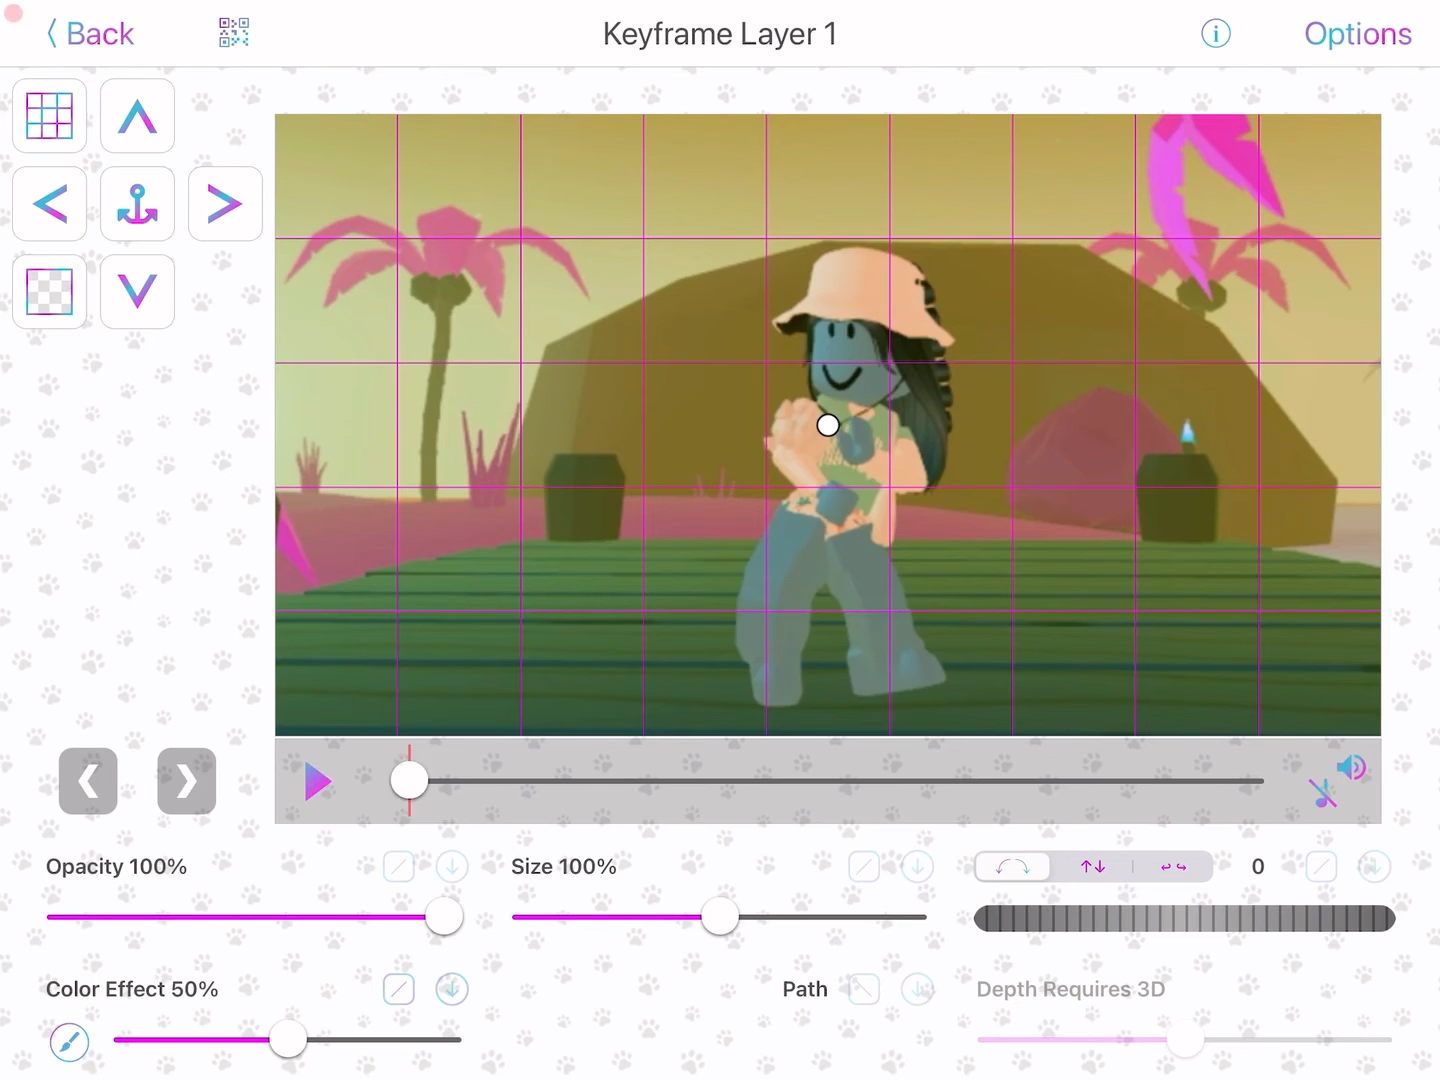 Back
Keyframe Layer 1
Options
Opacity 100%
Size 100%
0
Color Effect 50%
Path
Depth Requires 3D